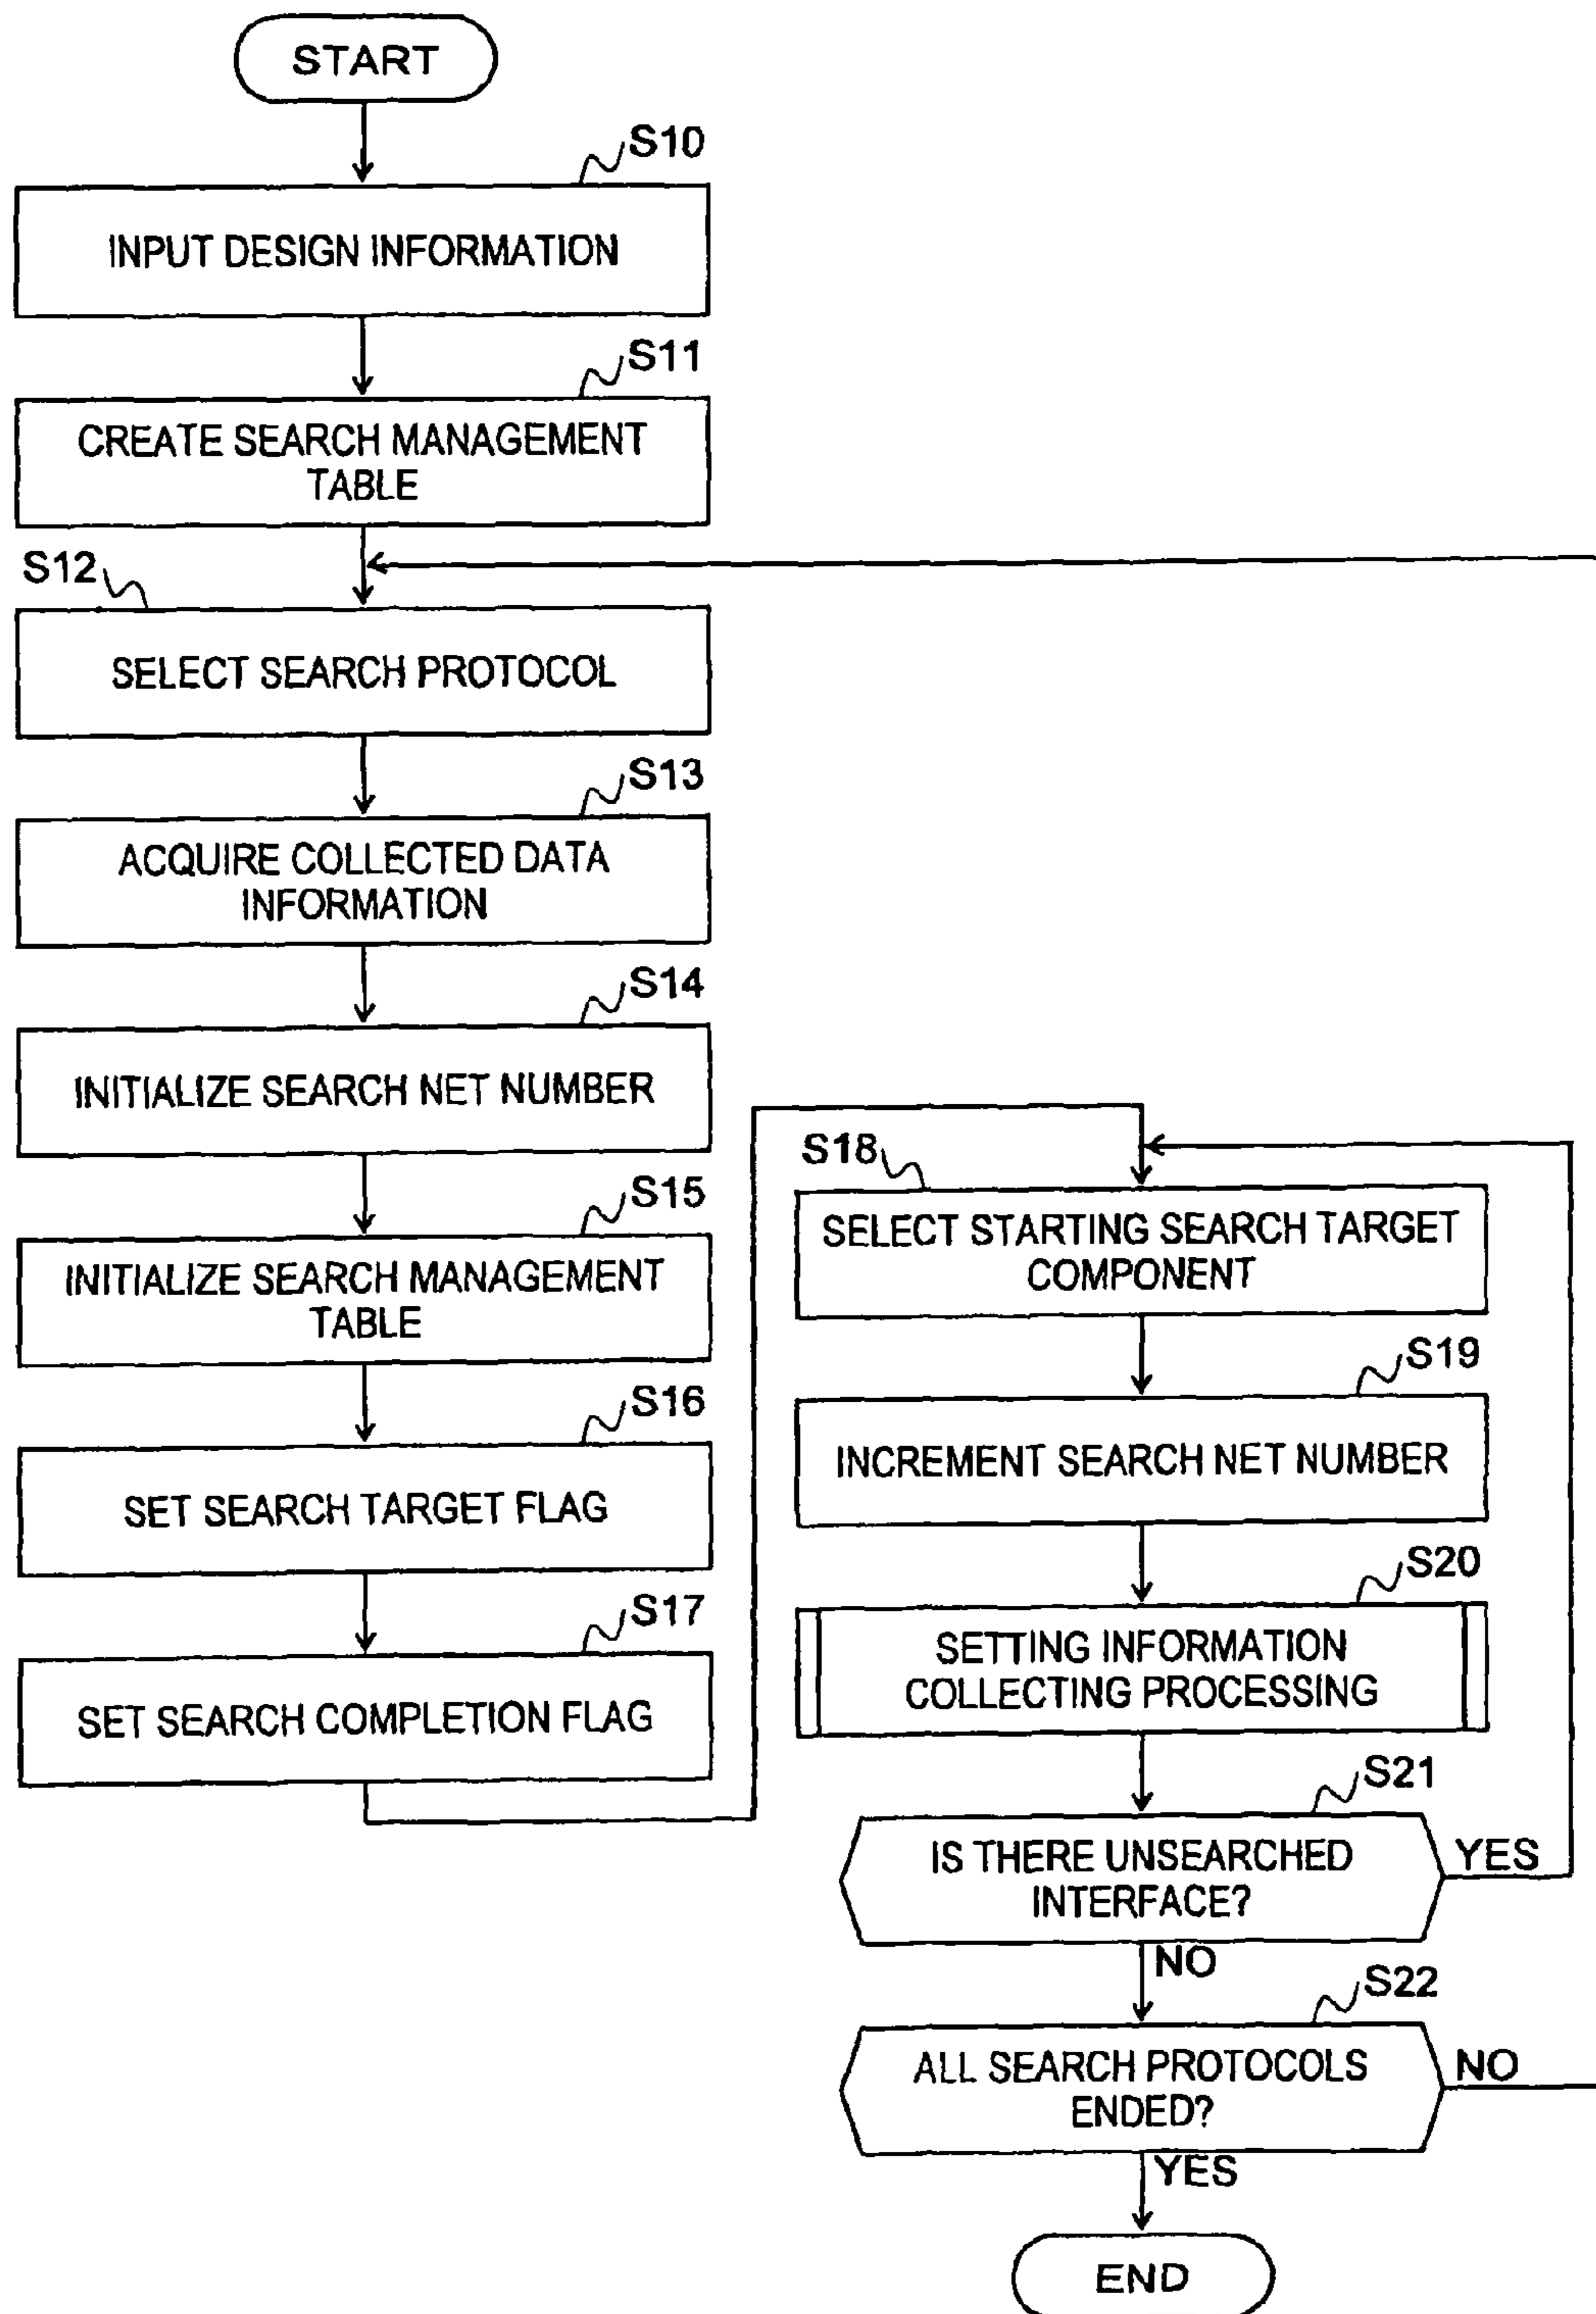 START
S10
INPUT DESIGN INFORMATION
S11
CREATE SEARCH MANAGEMENT
TABLE
S12
SELECT SEARCH PROTOCOL
S13
ACQUIRE COLLECTED DATA
INFORMATION
S14
INITIALIZE SEARCH NET NUMBER
S15
INITIALIZE SEARCH MANAGEMENT
TABLE
S16
SET SEARCH TARGET FLAG
S17
SET SEARCH COMPLETION FLAG
S18
SELECT STARTING SEARCH TARGET
COMPONENT
S19
INCREMENT SEARCH NET NUMBER
S20
SETTING INFORMATION
COLLECTING PROCESSING
S21
IS THERE UNSEARCHED
INTERFACE?
YES
NO
S22
ALL SEARCH PROTOCOLS
ENDED?
NO
YES
END